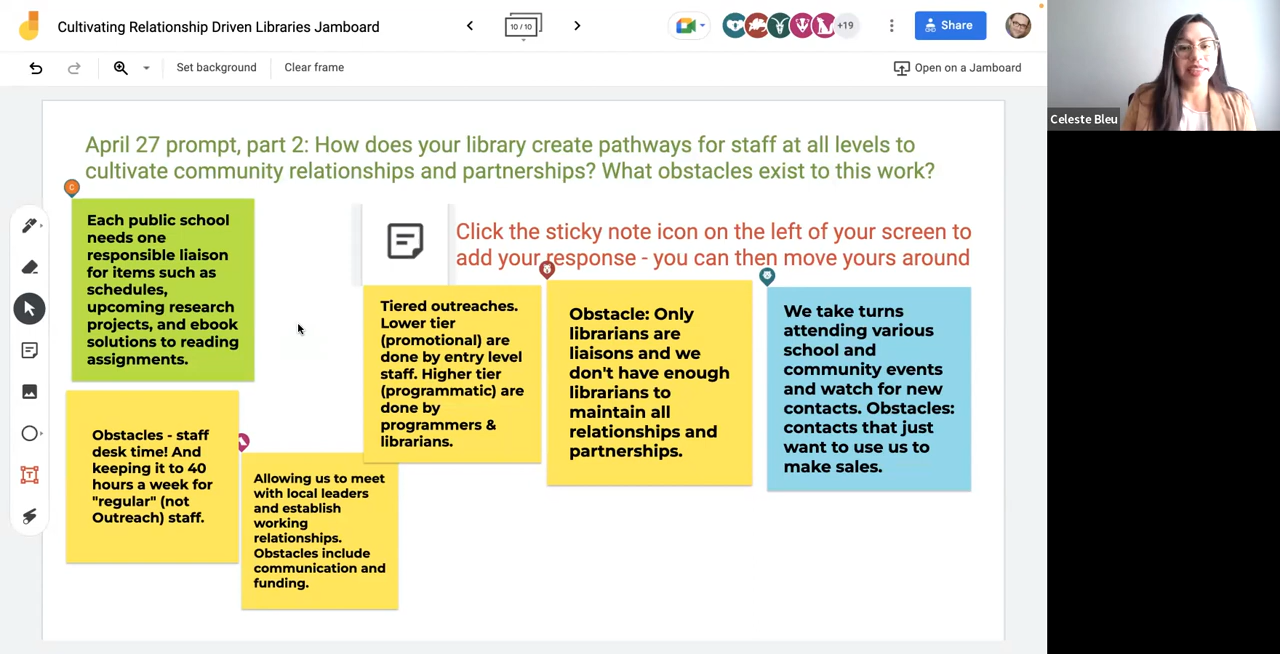 Cultivating Relationship Driven Libraries Jamboard
10 / 10
+19
Share
Set background
Clear frame
Open on a Jamboard
Celeste Bleu
April 27 prompt, part 2: How does your library create pathways for staff at all levels to
cultivate community relationships and partnerships? What obstacles exist to this work?
C
Each public school
needs one
responsible liaison
for items such as
schedules,
upcoming research
projects, and ebook
solutions to reading
assignments.
Click the sticky note icon on the left of your screen to
add your response - you can then move yours around
Tiered outreaches.
Lower tier
(promotional) are
done by entry level
staff. Higher tier
(programmatic) are
done by
programmers &
librarians.
Obstacle: Only
librarians are
liaisons and we
don't have enough
librarians to
maintain all
relationships and
partnerships.
We take turns
attending various
school and
community events
and watch for new
contacts. Obstacles:
contacts that just
want to use us to
make sales.
Obstacles - staff
desk time! And
keeping it to 40
hours a week for
"regular" (not
Outreach) staff.
Allowing us to meet
with local leaders
and establish
working
relationships.
Obstacles include
communication and
funding.
T